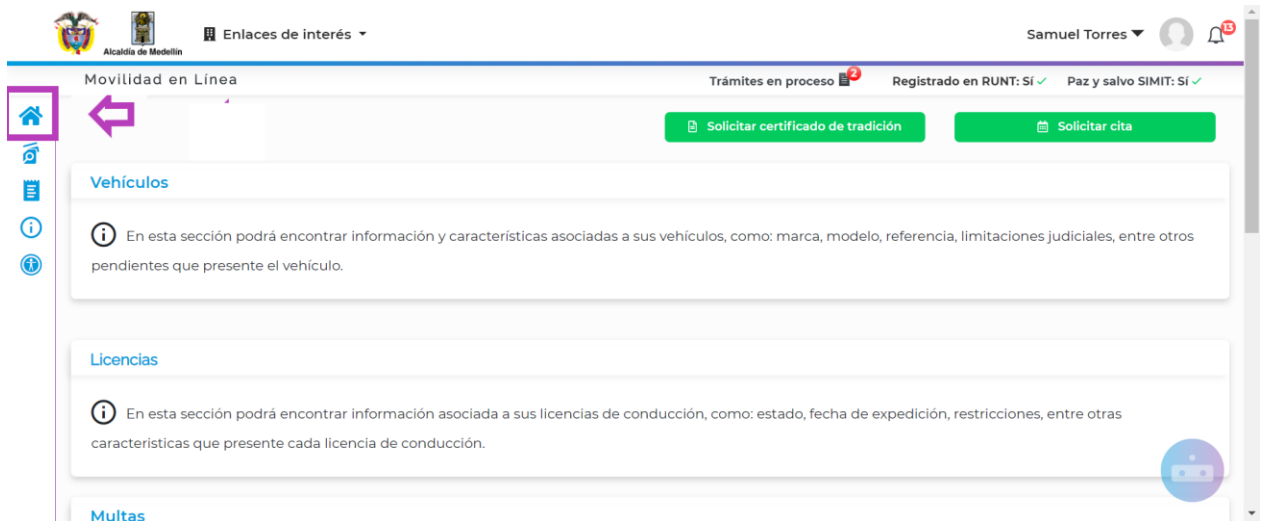 Alcaldía de Medellín
Enlaces de interés
Samuel Torres
13
Movilidad en Línea
Trámites en proceso 2
Registrado en RUNT: Sí ✓
Paz y salvo SIMIT: Sí ✓
Solicitar certificado de tradición
Solicitar cita
Vehículos
En esta sección podrá encontrar información y características asociadas a sus vehículos, como: marca, modelo, referencia, limitaciones judiciales, entre otros
pendientes que presente el vehículo.
Licencias
En esta sección podrá encontrar información asociada a sus licencias de conducción, como: estado, fecha de expedición, restricciones, entre otras
caracteristicas que presente cada licencia de conducción.
Multas